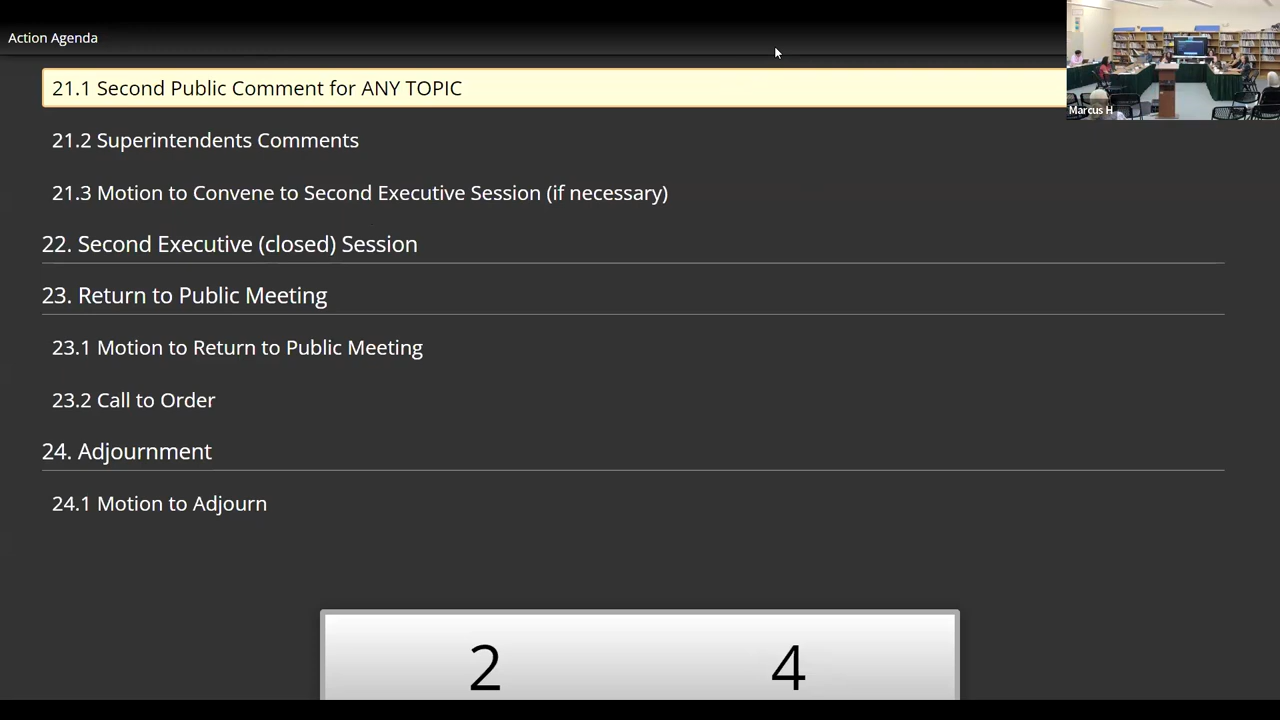 Action Agenda
21.1 Second Public Comment for ANY TOPIC
Marcus H
21.2 Superintendents Comments
21.3 Motion to Convene to Second Executive Session (if necessary)
22. Second Executive (closed) Session
23. Return to Public Meeting
23.1 Motion to Return to Public Meeting
23.2 Call to Order
24. Adjournment
24.1 Motion to Adjourn
2 4